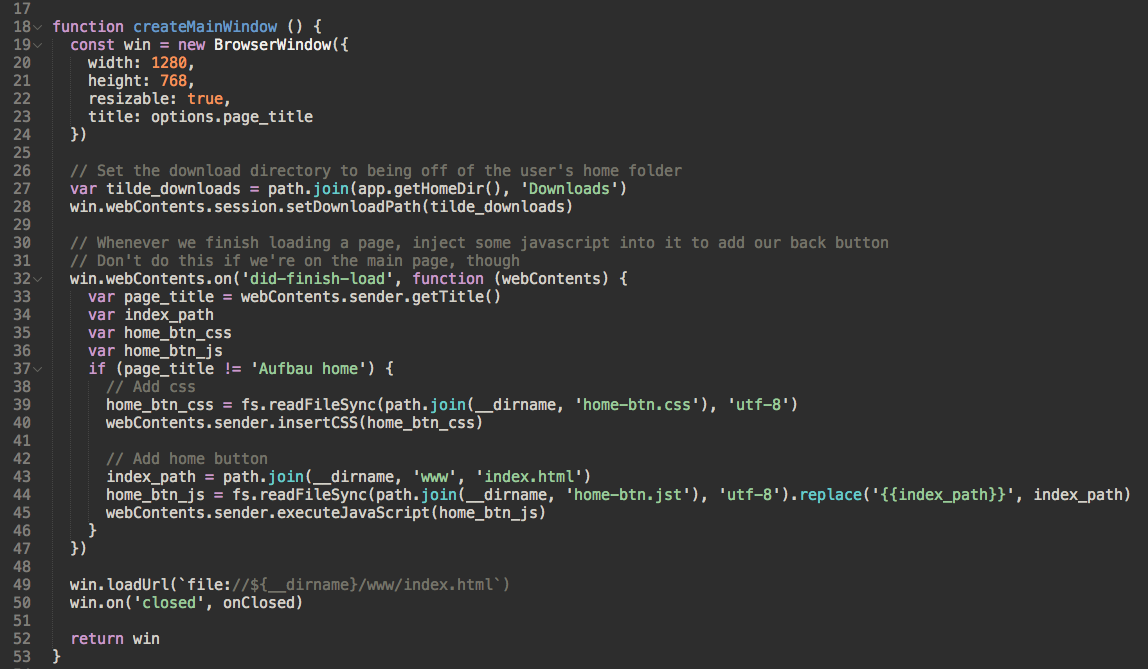 17
18 function createMainWindow () {
19   const win = new BrowserWindow({
20     width: 1280,
21     height: 768,
22     resizable: true,
23     title: options.page_title
24   })
25
26   // Set the download directory to being off of the user's home folder
27   var tilde_downloads = path.join(app.getHomeDir(), 'Downloads')
28   win.webContents.session.setDownloadPath(tilde_downloads)
29
30   // Whenever we finish loading a page, inject some javascript into it to add our back button
31   // Don't do this if we're on the main page, though
32   win.webContents.on('did-finish-load', function (webContents) {
33     var page_title = webContents.sender.getTitle()
34     var index_path
35     var home_btn_css
36     var home_btn_js
37     if (page_title != 'Aufbau home') {
38       // Add css
39       home_btn_css = fs.readFileSync(path.join(__dirname, 'home-btn.css'), 'utf-8')
40       webContents.sender.insertCSS(home_btn_css)
41
42       // Add home button
43       index_path = path.join(__dirname, 'www', 'index.html')
44       home_btn_js = fs.readFileSync(path.join(__dirname, 'home-btn.jst'), 'utf-8').replace('{{index_path}}', index_path)
45       webContents.sender.executeJavaScript(home_btn_js)
46     }
47   })
48
49   win.loadUrl(`file://${__dirname}/www/index.html`)
50   win.on('closed', onClosed)
51
52   return win
53 }